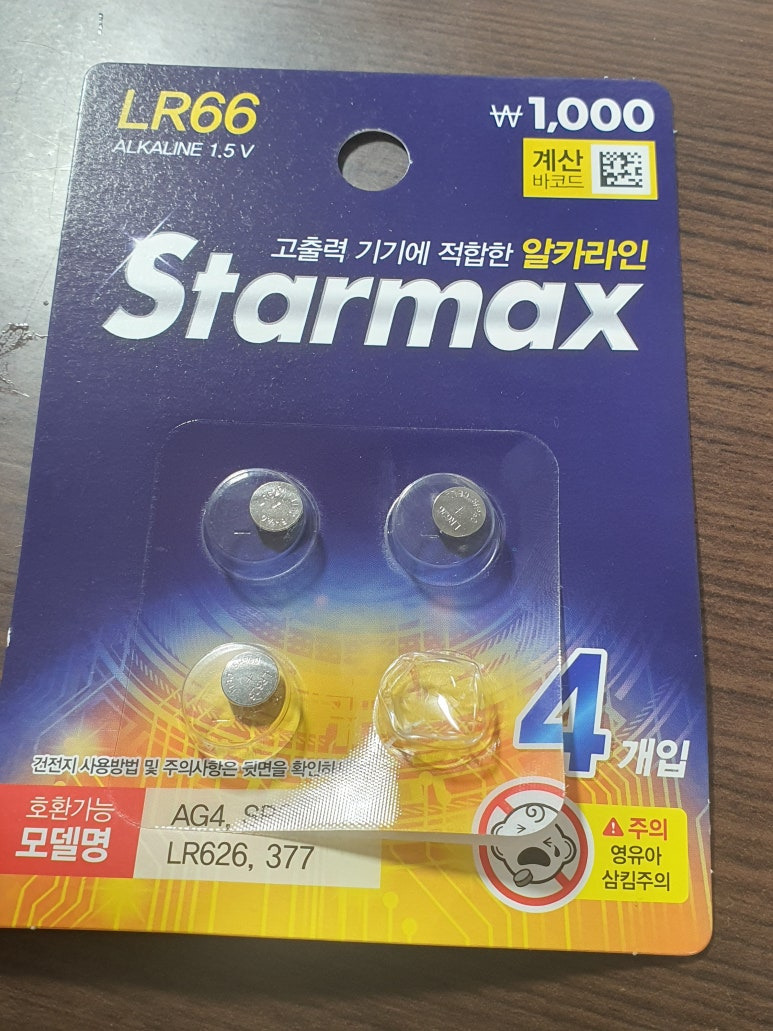 LR66
ALKALINE 1.5 V
₩1,000
계산
바코드
고출력 기기에 적합한 알카라인
Starmax
4개입
건전지 사용방법 및 주의사항은 뒷면을
호환가능
모델명
AG4,
LR626, 377
주의
영유아
삼킴주의